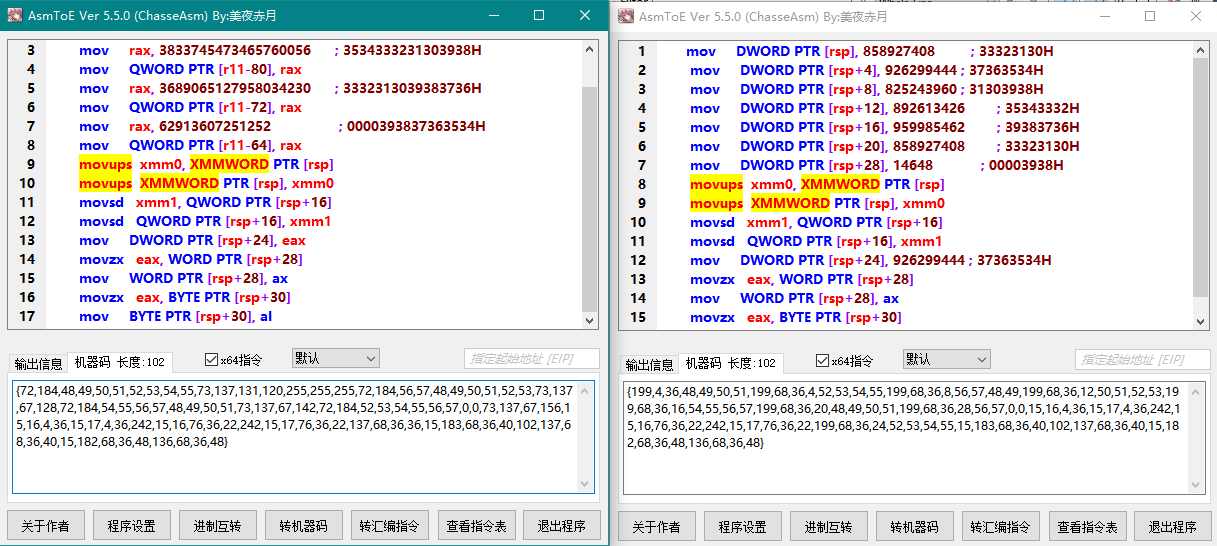 AsmToE Ver 5.5.0 (ChasseAsm) By:美夜赤月
3 mov rax, 3833745473465760056 ; 3534333231303938H
4 mov QWORD PTR [r11-80], rax
5 mov rax, 3689065127958034230 ; 3332313039383736H
6 mov QWORD PTR [r11-72], rax
7 mov rax, 62913607251252 ; 0000393837363534H
8 mov QWORD PTR [r11-64], rax
9 movups xmm0, XMMWORD PTR [rsp]
10 movups XMMWORD PTR [rsp], xmm0
11 movsd xmm1, QWORD PTR [rsp+16]
12 movsd QWORD PTR [rsp+16], xmm1
13 mov DWORD PTR [rsp+24], eax
14 movzx eax, WORD PTR [rsp+28]
15 mov WORD PTR [rsp+28], ax
16 movzx eax, BYTE PTR [rsp+30]
17 mov BYTE PTR [rsp+30], al
输出信息 机器码 长度:102 x64指令 默认 指定起始地址 [EIP]
{72,184,48,49,50,51,52,53,54,55,73,137,131,120,255,255,255,72,184,56,57,48,49,50,51,52,53,73,137
,67,128,72,184,54,55,56,57,48,49,50,51,73,137,67,142,72,184,52,53,54,55,56,57,0,0,73,137,67,156,1
5,16,4,36,15,17,4,36,242,15,16,76,36,22,242,15,17,76,36,22,137,68,36,36,15,183,68,36,40,102,137,6
8,36,40,15,182,68,36,48,136,68,36,48}
关于作者 程序设置 进制互转 转机器码 转汇编指令 查看指令表 退出程序
AsmToE Ver 5.5.0 (ChasseAsm) By:美夜赤月
1 mov DWORD PTR [rsp], 858927408 ; 33323130H
2 mov DWORD PTR [rsp+4], 926299444 ; 37363534H
3 mov DWORD PTR [rsp+8], 825243960 ; 31303938H
4 mov DWORD PTR [rsp+12], 892613426 ; 35343332H
5 mov DWORD PTR [rsp+16], 959985462 ; 39383736H
6 mov DWORD PTR [rsp+20], 858927408 ; 33323130H
7 mov DWORD PTR [rsp+28], 14648 ; 00003938H
8 movups xmm0, XMMWORD PTR [rsp]
9 movups XMMWORD PTR [rsp], xmm0
10 movsd xmm1, QWORD PTR [rsp+16]
11 movsd QWORD PTR [rsp+16], xmm1
12 mov DWORD PTR [rsp+24], 926299444 ; 37363534H
13 movzx eax, WORD PTR [rsp+28]
14 mov WORD PTR [rsp+28], ax
15 movzx eax, BYTE PTR [rsp+30]
输出信息 机器码 长度:102 x64指令 默认 指定起始地址 [EIP]
{199,4,36,48,49,50,51,199,68,36,4,52,53,54,55,199,68,36,8,56,57,48,49,199,68,36,12,50,51,52,53,19
9,68,36,16,54,55,56,57,199,68,36,20,48,49,50,51,199,68,36,28,56,57,0,0,15,16,4,36,15,17,4,36,242,1
5,16,76,36,22,242,15,17,76,36,22,199,68,36,24,52,53,54,55,15,183,68,36,40,102,137,68,36,40,15,18
2,68,36,48,136,68,36,48}
关于作者 程序设置 进制互转 转机器码 转汇编指令 查看指令表 退出程序